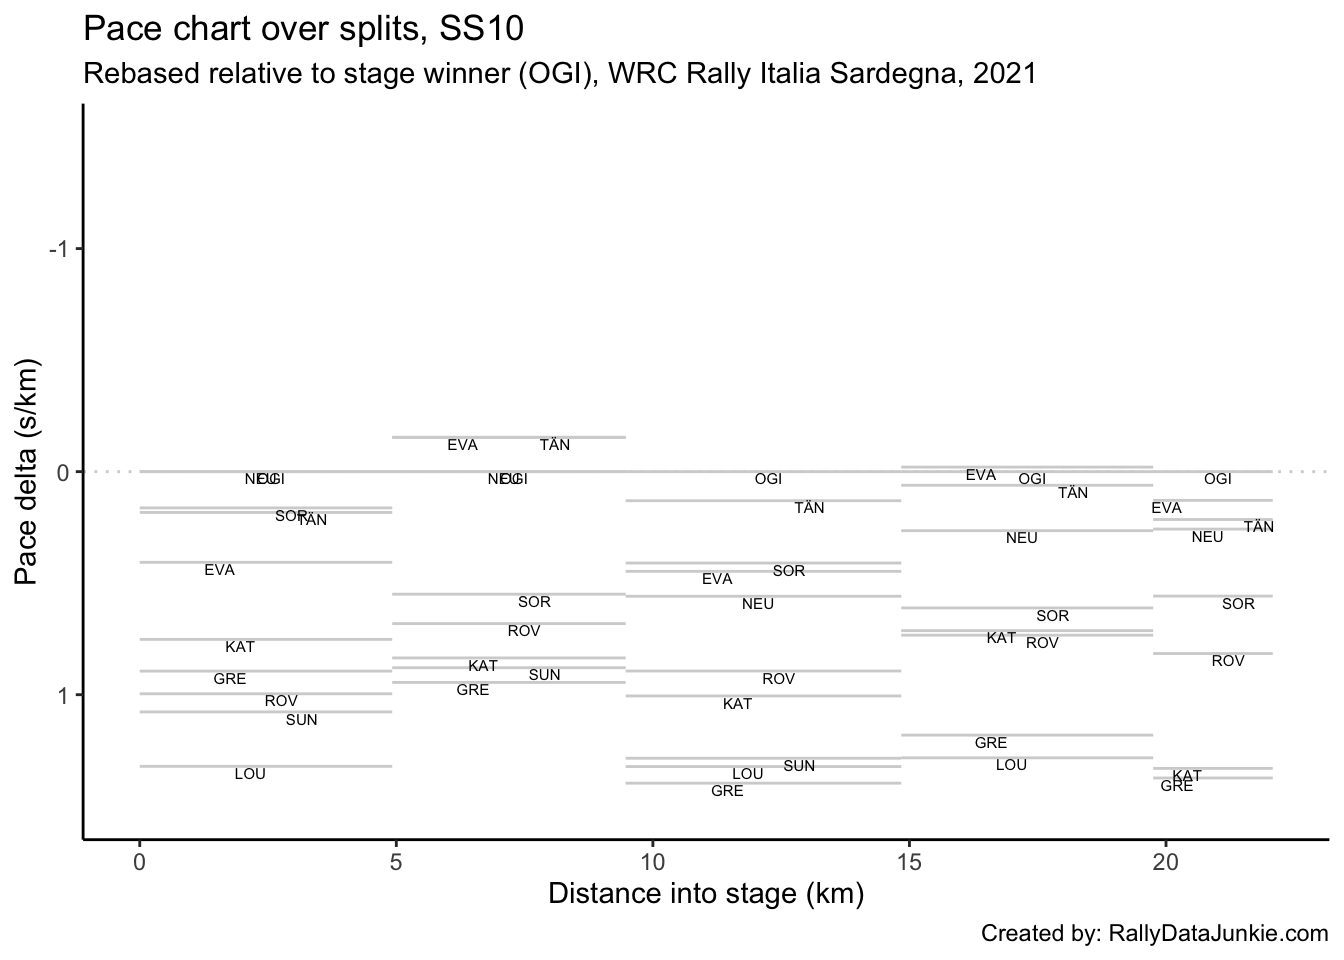 Pace chart over splits, SS10
Rebased relative to stage winner (OGI), WRC Rally Italia Sardegna, 2021
Pace delta (s/km)
-1
0
1
EVA TÄN
NEU OGI NEU OGI OGI EVA OGI OGI
SOR TÄN TÄN TÄN EVA
EVA SOR NEU TÄN NEU
EVA
SOR NEU SOR SOR
KAT ROV KAT ROV ROV
GRE KAT SUN ROV
ROV GRE KAT
SUN
GRE
LOU SUN LOU LOU KAT
GRE GRE
0 5 10 15 20
Distance into stage (km)
Created by: RallyDataJunkie.com